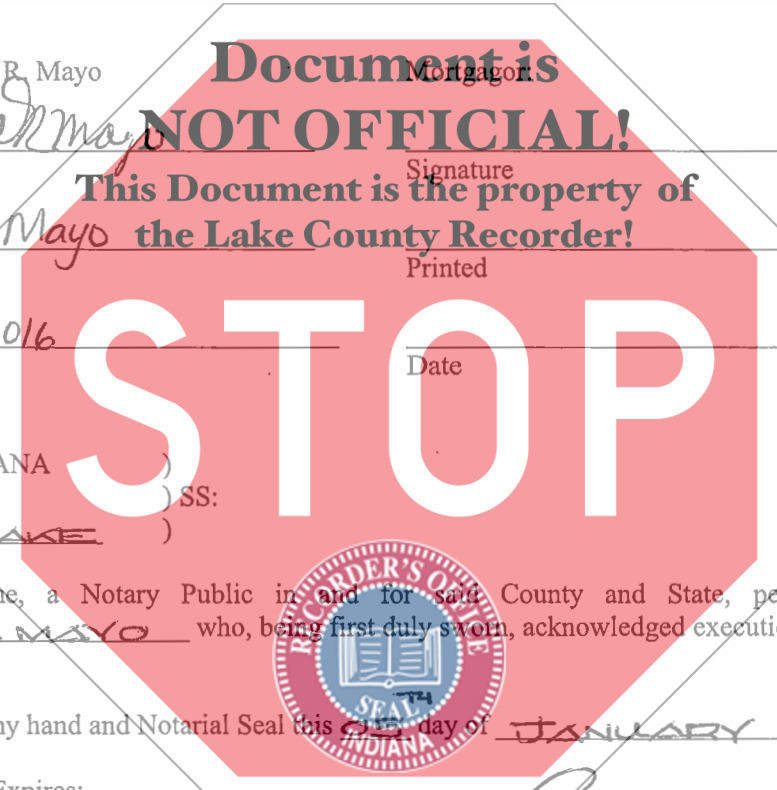 Document is
R. Mayo Mortgagor:
NOT OFFICIAL!
Signature
This Document is the property of
Mayo the Lake County Recorder!
Printed
016
Date
STOP
ANA )
) SS:
AKE )
RECORDER'S OFFICE
ne, a Notary Public in and for said County and State, pe
MAYO who, being first duly sworn, acknowledged executi
SEAL
ny hand and Notarial Seal this day of JANUARY
INDIANA
Expires: